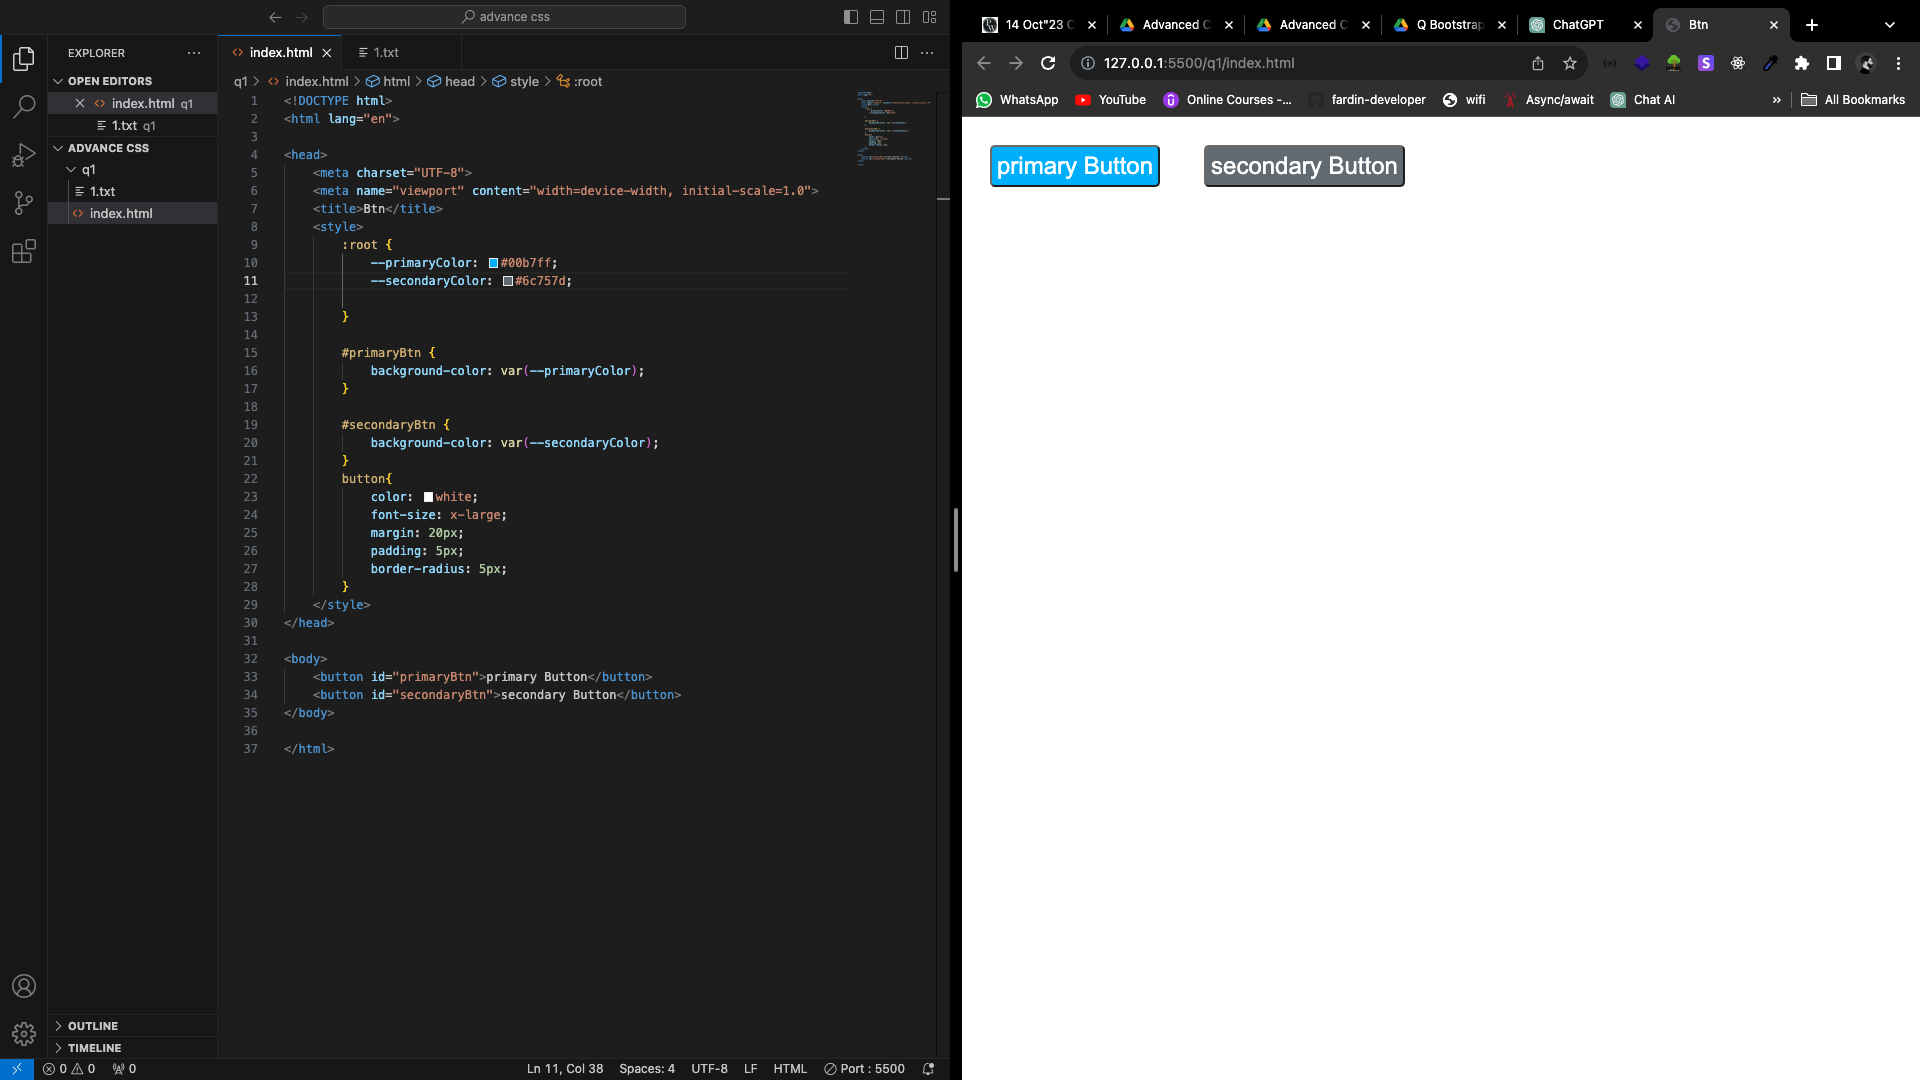 advance css
EXPLORER
OPEN EDITORS
index.html q1
1.txt q1
ADVANCE CSS
q1
1.txt
index.html
OUTLINE
TIMELINE
index.html
1.txt
q1 > index.html > html > head > style > :root
1 <!DOCTYPE html>
2 <html lang="en">
3
4 <head>
5 <meta charset="UTF-8">
6 <meta name="viewport" content="width=device-width, initial-scale=1.0">
7 <title>Btn</title>
8 <style>
9 :root {
10 --primaryColor: #00b7ff;
11 --secondaryColor: #6c757d;
12
13 }
14
15 #primaryBtn {
16 background-color: var(--primaryColor);
17 }
18
19 #secondaryBtn {
20 background-color: var(--secondaryColor);
21 }
22 button{
23 color: white;
24 font-size: x-large;
25 margin: 20px;
26 padding: 5px;
27 border-radius: 5px;
28 }
29 </style>
30 </head>
31
32 <body>
33 <button id="primaryBtn">primary Button</button>
34 <button id="secondaryBtn">secondary Button</button>
35 </body>
36
37 </html>
0 0 0 Ln 11, Col 38 Spaces: 4 UTF-8 LF HTML Port : 5500
14 Oct"23 C Advanced C Advanced C Q Bootstrap ChatGPT Btn
127.0.0.1:5500/q1/index.html
WhatsApp YouTube Online Courses -... fardin-developer wifi Async/await Chat AI » All Bookmarks
primary Button secondary Button